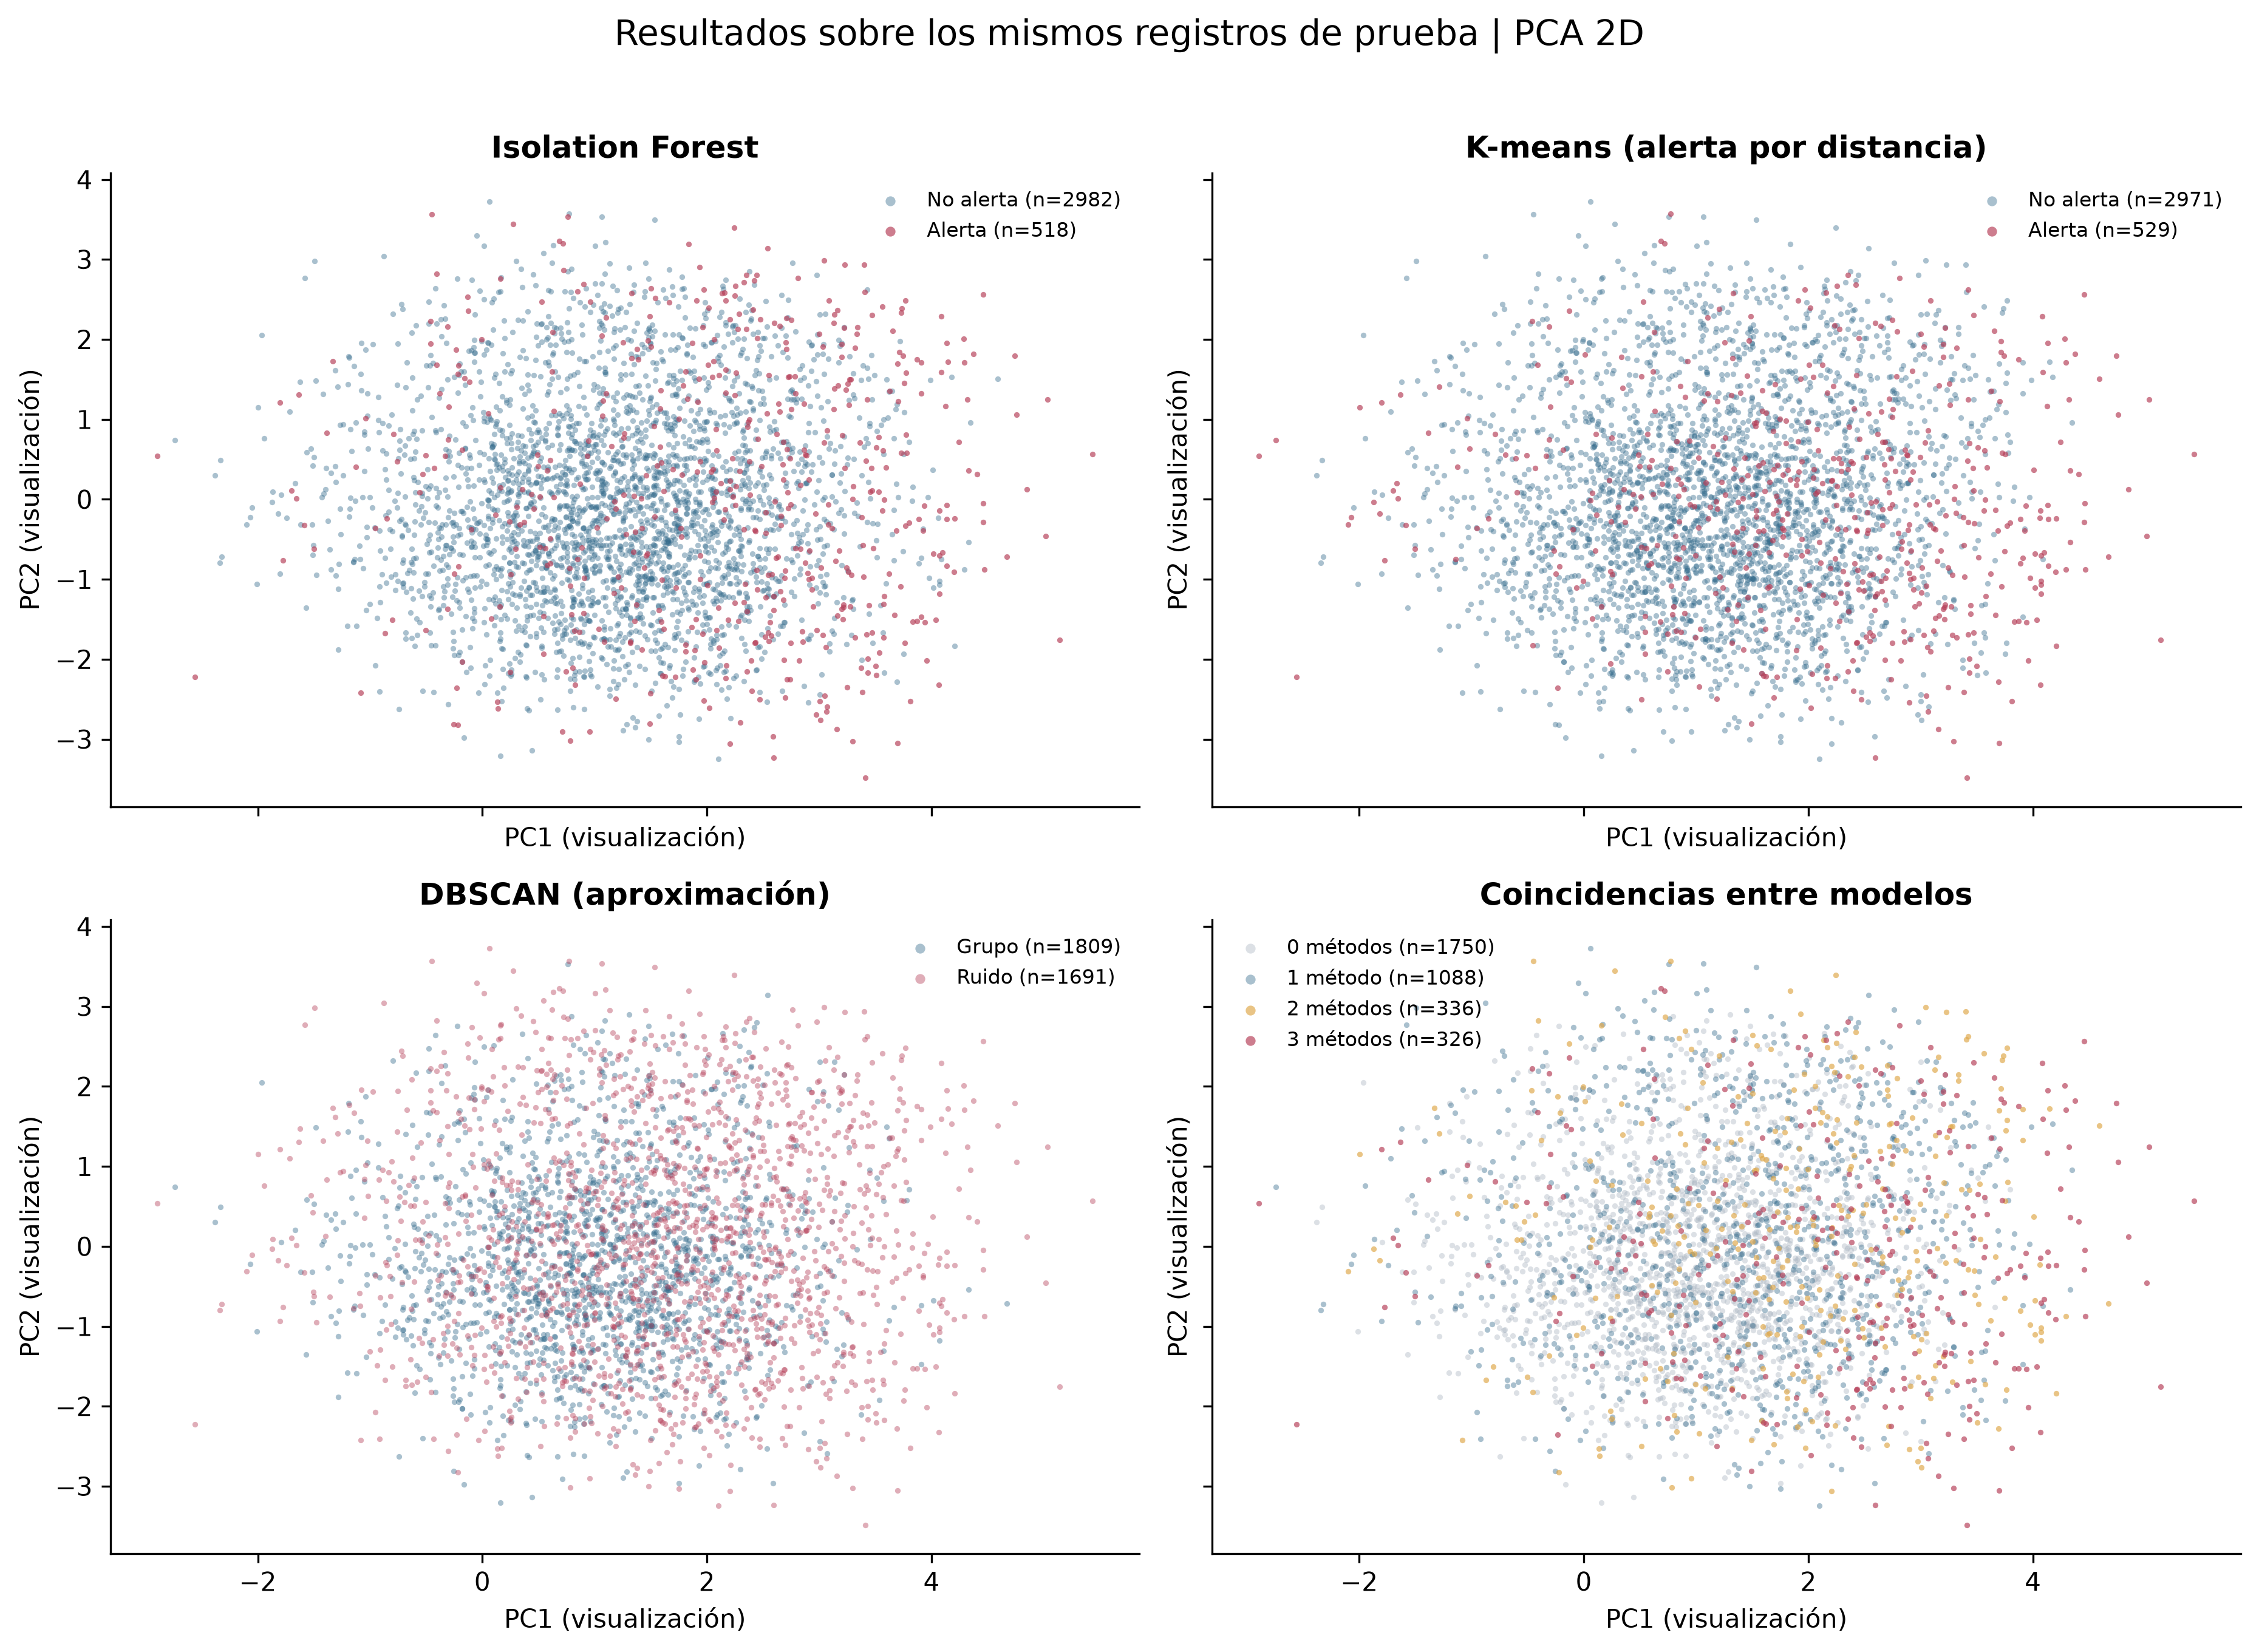 Resultados sobre los mismos registros de prueba | PCA 2D
Isolation Forest
No alerta (n=2982)
Alerta (n=518)
4
3
2
1
0
−1
−2
−3
PC2 (visualización)
PC1 (visualización)
K-means (alerta por distancia)
No alerta (n=2971)
Alerta (n=529)
PC2 (visualización)
PC1 (visualización)
DBSCAN (aproximación)
Grupo (n=1809)
Ruido (n=1691)
4
3
2
1
0
−1
−2
−3
PC2 (visualización)
−2 0 2 4
PC1 (visualización)
Coincidencias entre modelos
0 métodos (n=1750)
1 método (n=1088)
2 métodos (n=336)
3 métodos (n=326)
PC2 (visualización)
−2 0 2 4
PC1 (visualización)